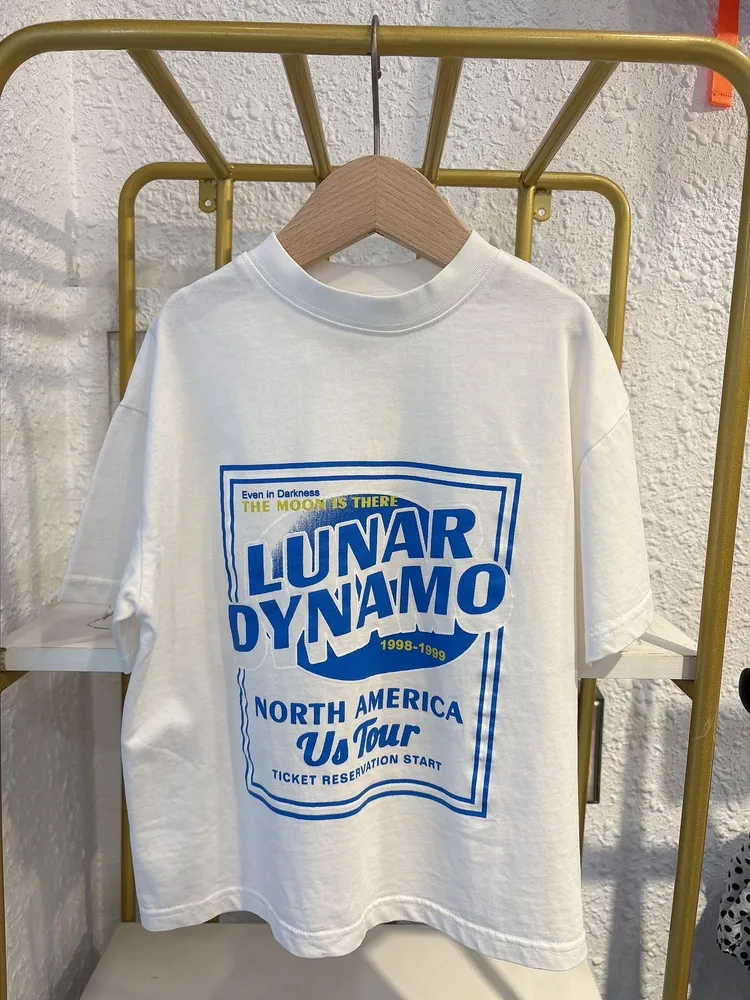 Even in Darkness
THE MOON IS THERE
LUNAR
DYNAMO
1998-1999
NORTH AMERICA
Us Tour
TICKET RESERVATION START